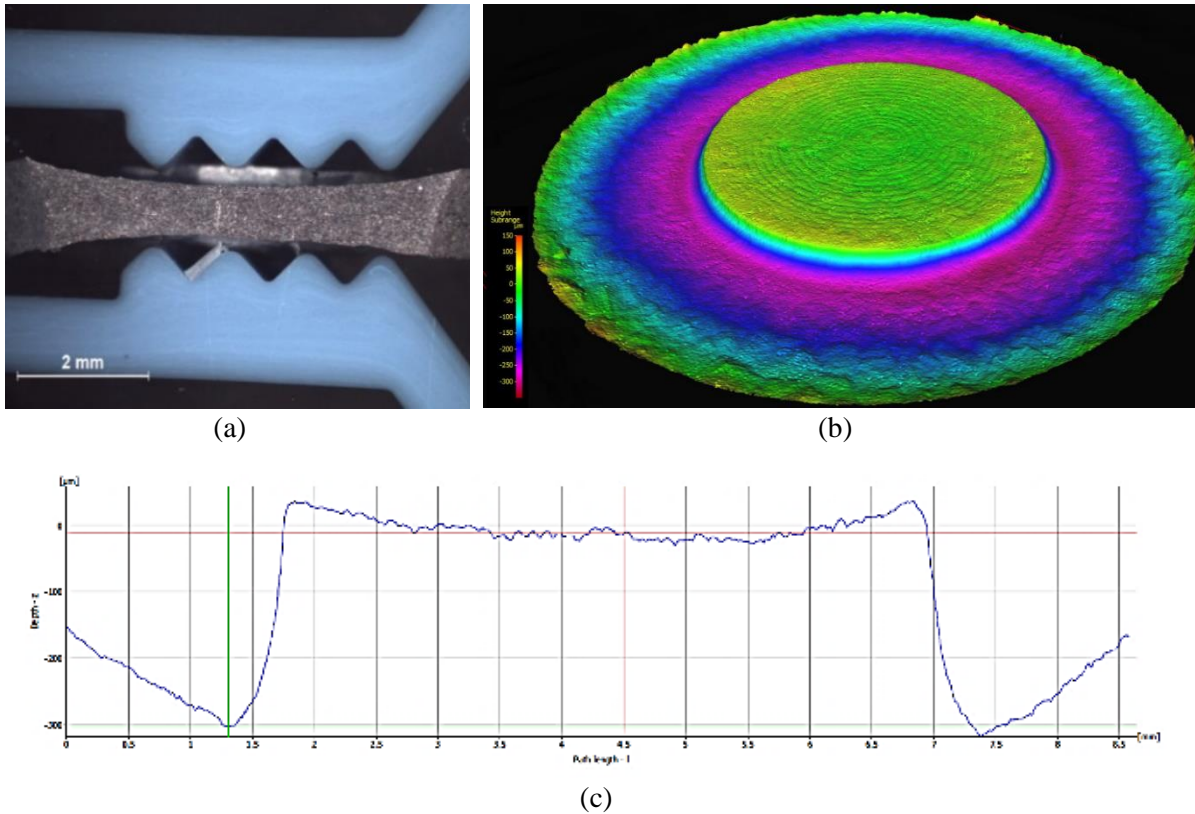 2 mm
(a)
Height
Subrange
µm
150
100
50
0
-50
-100
-150
-200
-250
-300
(b)
[µm]
0
-100
-200
-300
Depth - z
0 0.5 1 1.5 2 2.5 3 3.5 4 4.5 5 5.5 6 6.5 7 7.5 8 8.5 [mm]
Path length - l
(c)